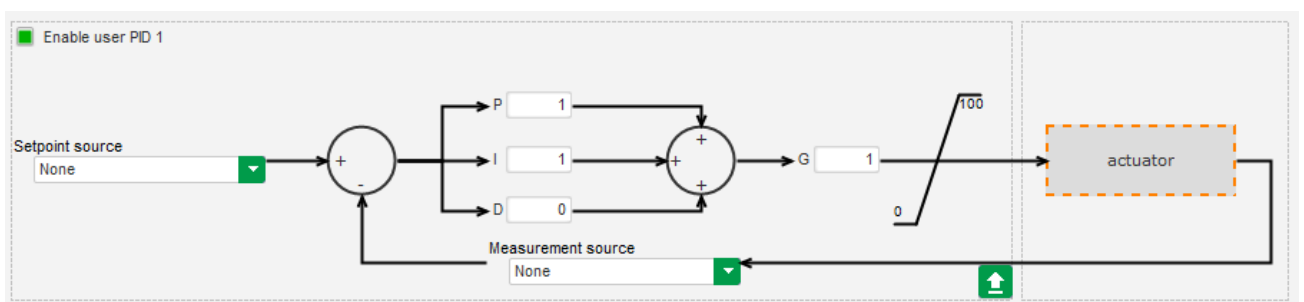 Enable user PID 1
Setpoint source
None
+
-
P 1
I 1
D 0
+
+
+
G 1
100
0
actuator
Measurement source
None